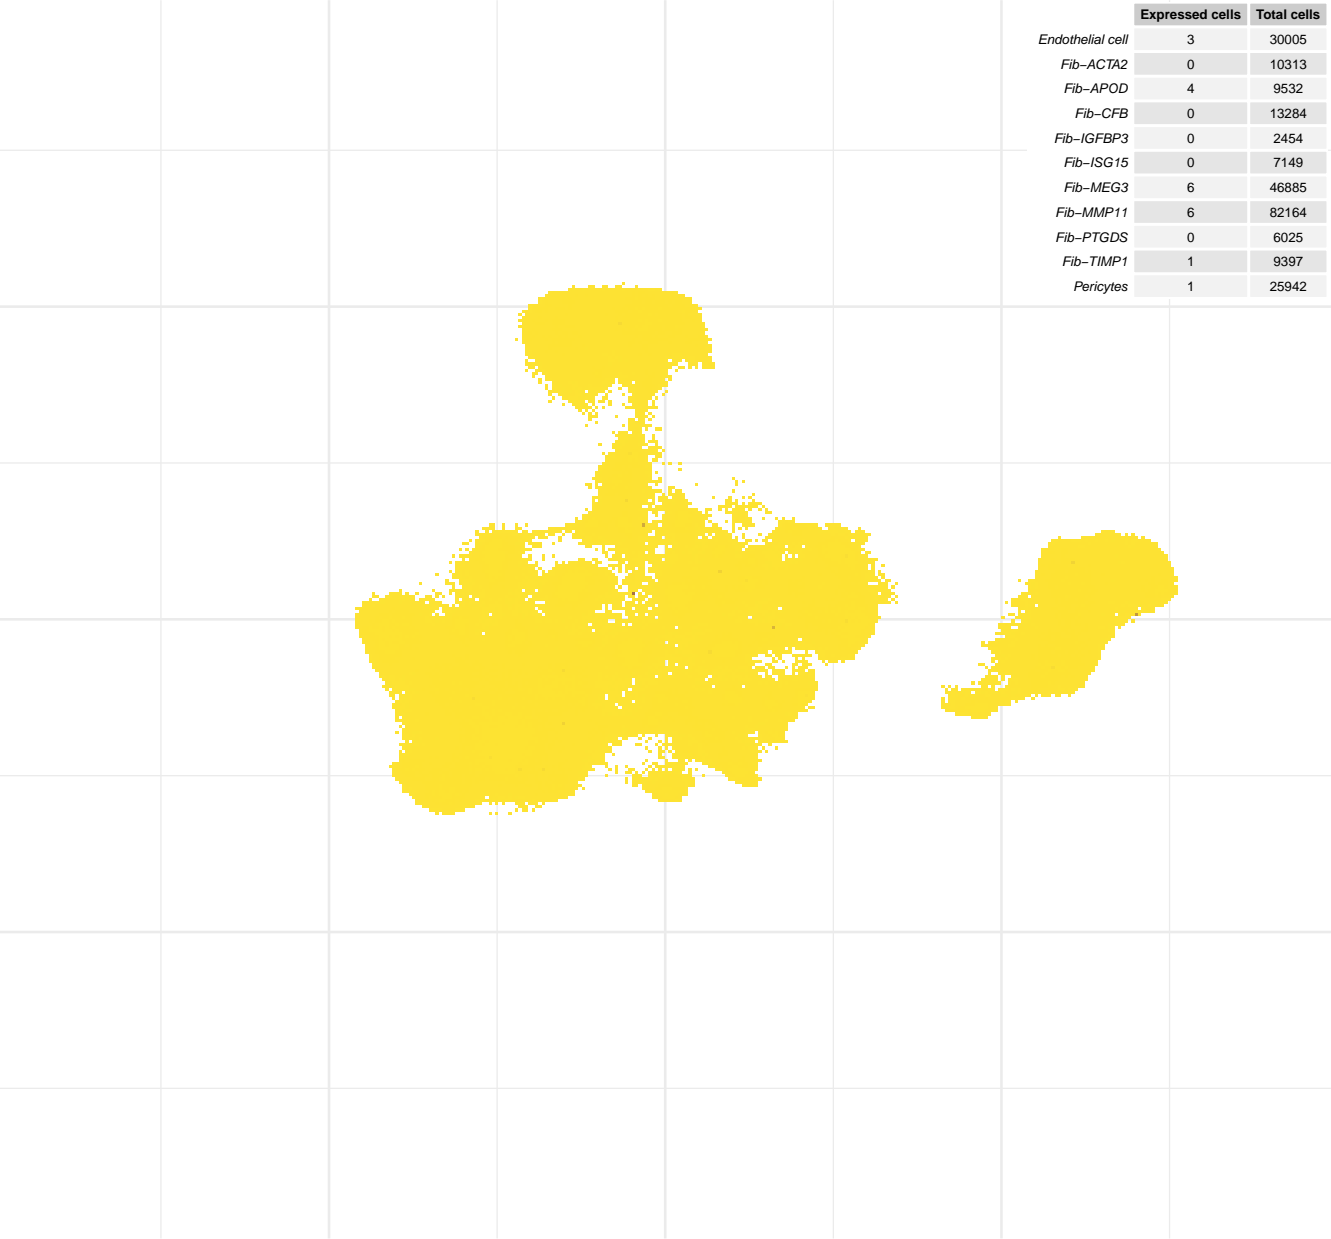 Expressed cells Total cells
Endothelial cell 3 30005
Fib−ACTA2 0 10313
Fib−APOD 4 9532
Fib−CFB 0 13284
Fib−IGFBP3 0 2454
Fib−ISG15 0 7149
Fib−MEG3 6 46885
Fib−MMP11 6 82164
Fib−PTGDS 0 6025
Fib−TIMP1 1 9397
Pericytes 1 25942